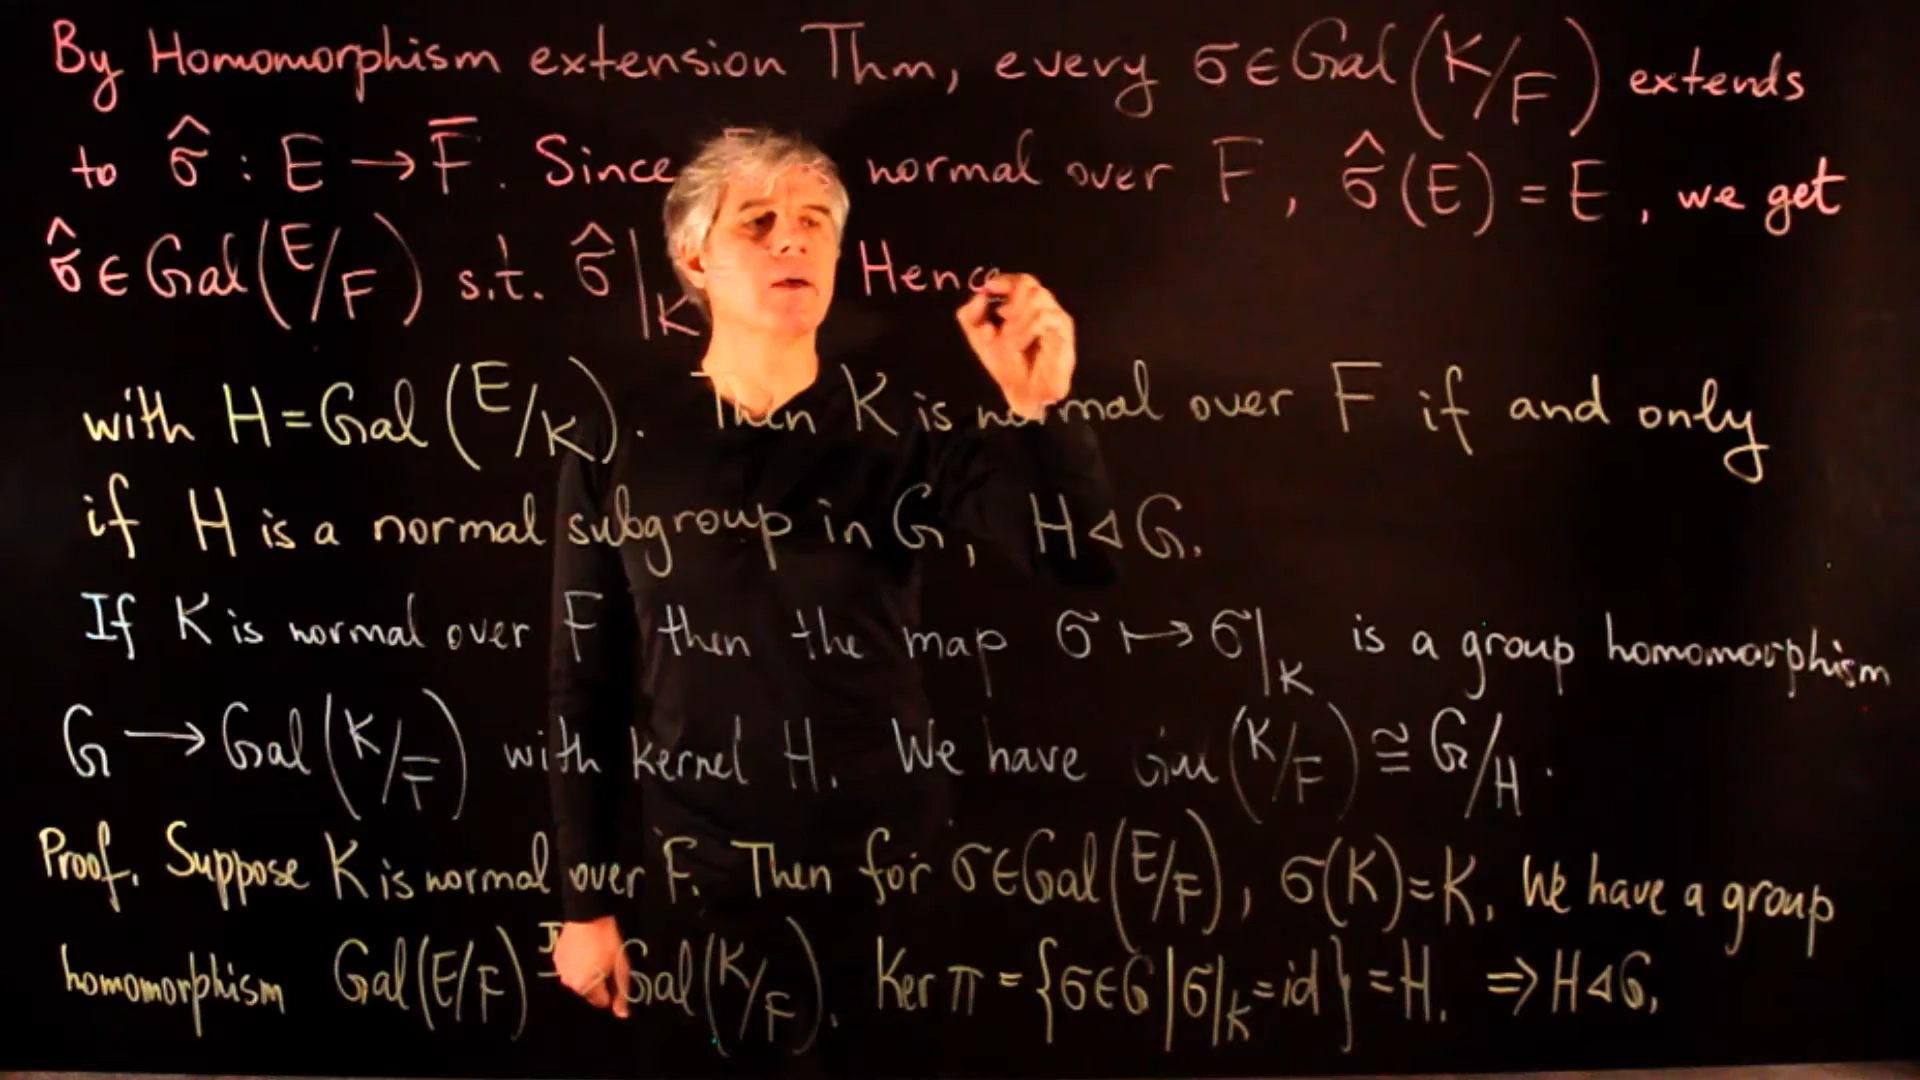 By Homomorphism extension Thm, every σ∈Gal(K/F) extends
to σ̂ : E → F̄. Since normal over F, σ̂(E) = E, we get
σ̂ ∈ Gal(E/F) s.t. σ̂|K Hence
with H = Gal(E/K). Then K is normal over F if and only
if H is a normal subgroup in G, H ⊲ G.
If K is normal over F then the map σ ↦ σ|K is a group homomorphism
G → Gal(K/F) with kernel H. We have (K/F) ≅ G/H.
Proof. Suppose K is normal over F. Then for σ∈Gal(E/F), σ(K)=K. We have a group
homomorphism Gal(E/F) → Gal(K/F). Ker π = {σ∈G | σ|K = id} = H. ⇒ H ⊲ G.